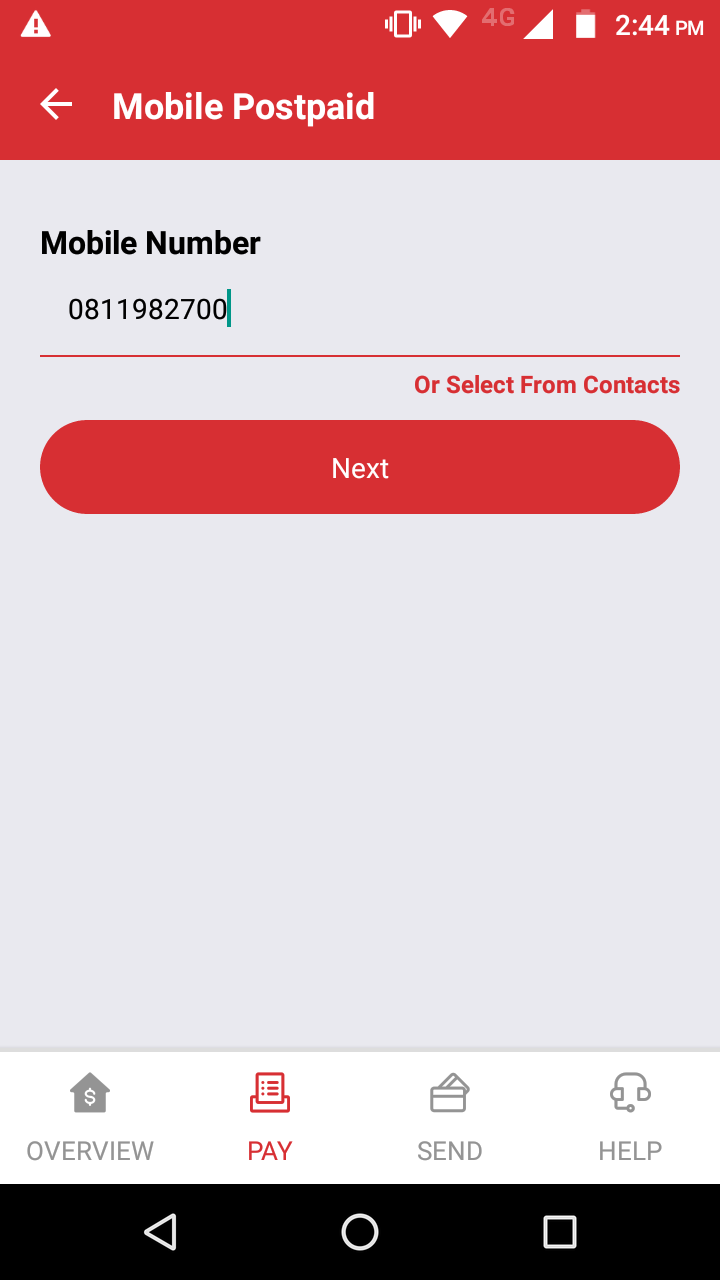 4G 2:44 PM
Mobile Postpaid
Mobile Number
0811982700
Or Select From Contacts
Next
OVERVIEW PAY SEND HELP